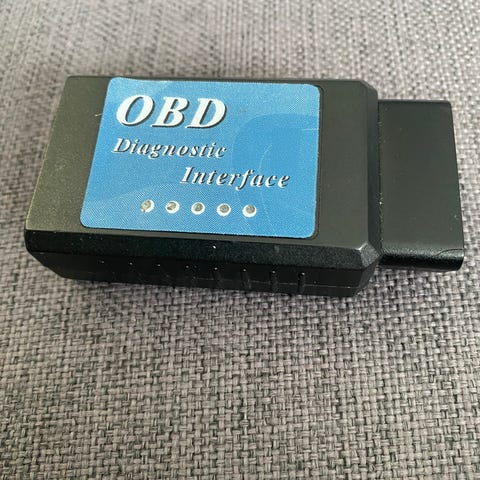 OBD
Diagnostic
Interface